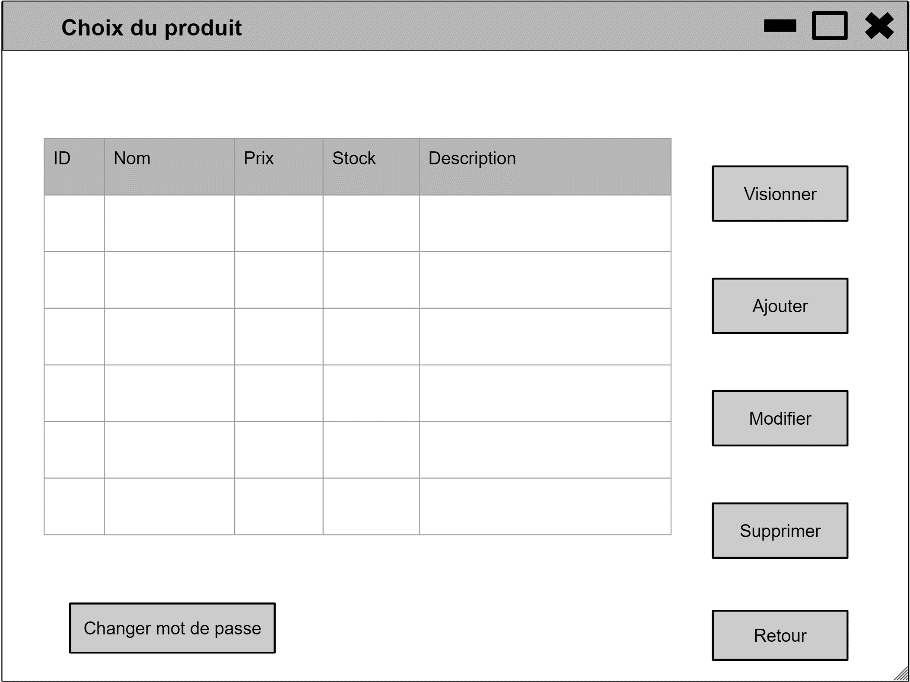 Choix du produit
ID Nom Prix Stock Description
Visionner
Ajouter
Modifier
Supprimer
Changer mot de passe
Retour